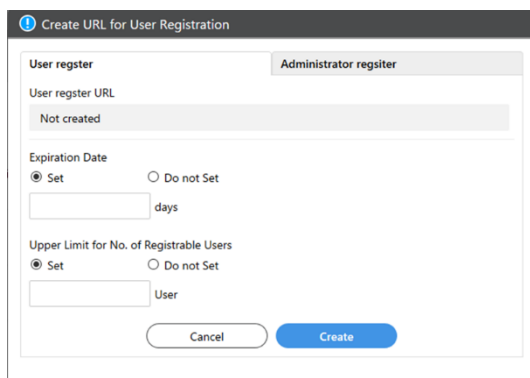 Create URL for User Registration
User regster
Administrator regsiter
User regster URL
Not created
Expiration Date
Set
Do not Set
days
Upper Limit for No. of Registrable Users
Set
Do not Set
User
Cancel
Create